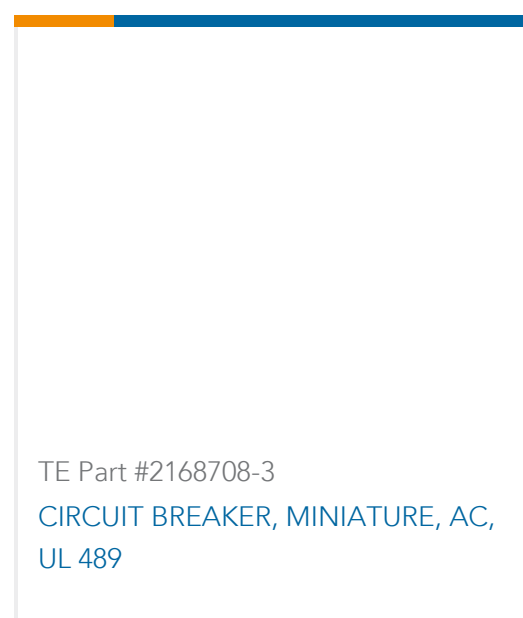 TE Part #2168708-3
CIRCUIT BREAKER, MINIATURE, AC,
UL 489